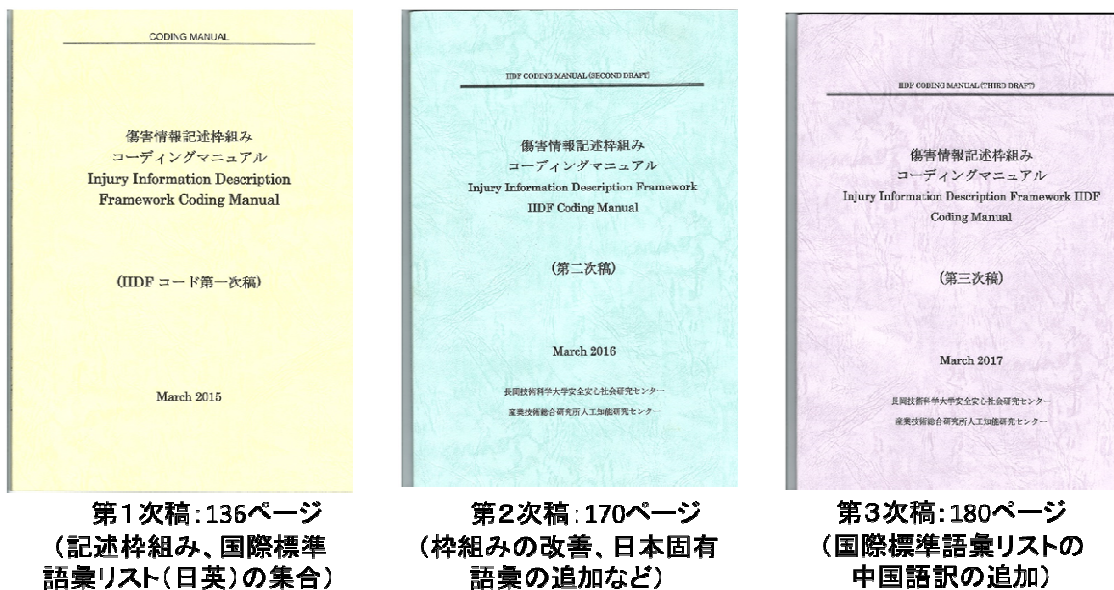 CODING MANUAL
傷害情報記述枠組み
コーディングマニュアル
Injury Information Description
Framework Coding Manual
(IIDF コード第一次稿)
March 2015
IIDF CODING MANUAL(SECOND DRAFT)
傷害情報記述枠組み
コーディングマニュアル
Injury Information Description Framework
IIDF Coding Manual
(第二次稿)
March 2016
長岡技術科学大学安全安心社会研究センター
産業技術総合研究所人工知能研究センター
IIDF CODING MANUAL(THIRD DRAFT)
傷害情報記述枠組み
コーディングマニュアル
Injury Information Description Framework IIDF
Coding Manual
(第三次稿)
March 2017
長岡技術科学大学安全安心社会研究センター
産業技術総合研究所人工知能研究センター
第1次稿:136ページ
(記述枠組み、国際標準
語彙リスト(日英)の集合)
第2次稿:170ページ
(枠組みの改善、日本固有
語彙の追加など)
第3次稿:180ページ
(国際標準語彙リストの
中国語訳の追加)